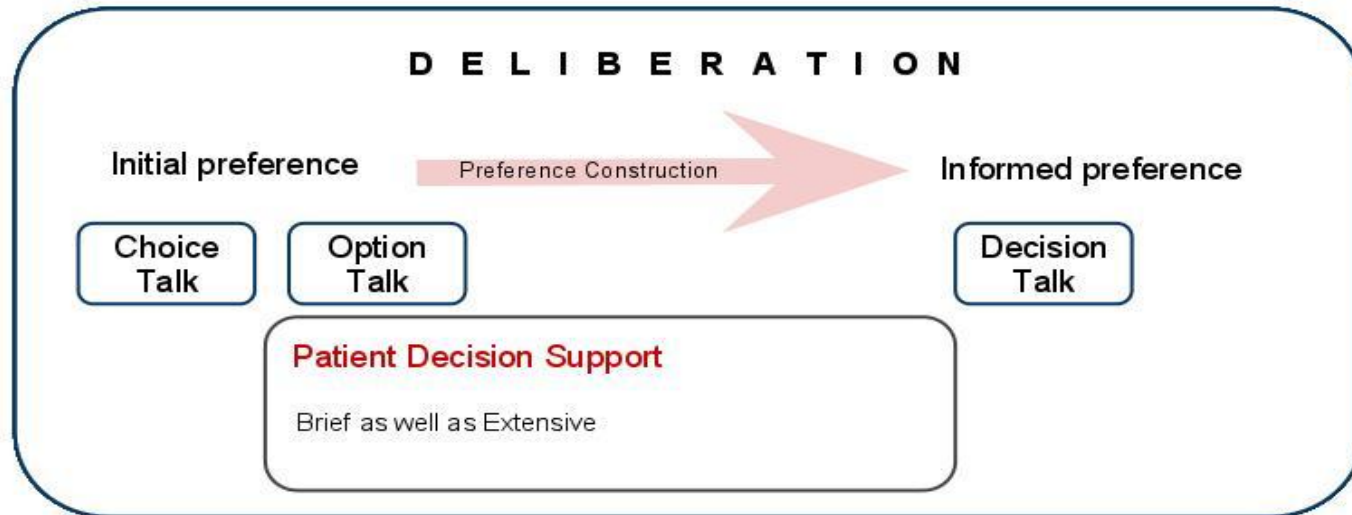 D E L I B E R A T I O N
Initial preference
Preference Construction
Informed preference
Choice
Talk
Option
Talk
Decision
Talk
Patient Decision Support
Brief as well as Extensive